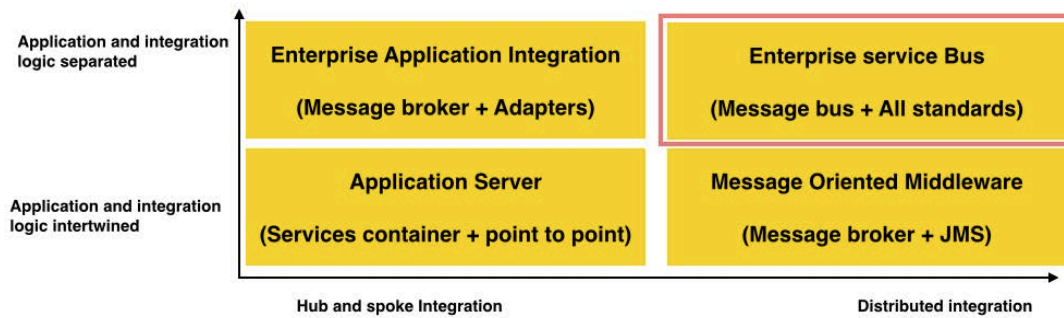 Application and integration
logic separated
Enterprise Application Integration
(Message broker + Adapters)
Enterprise service Bus
(Message bus + All standards)
Application and integration
logic intertwined
Application Server
(Services container + point to point)
Message Oriented Middleware
(Message broker + JMS)
Hub and spoke Integration
Distributed integration